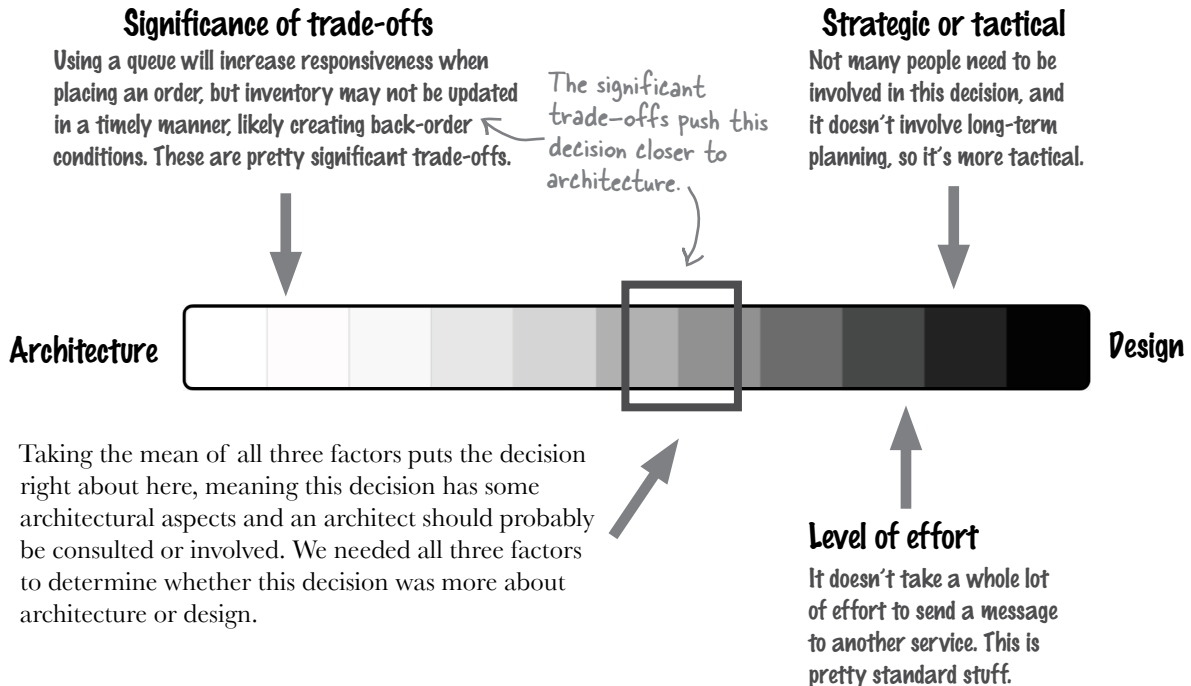 Significance of trade-offs
Using a queue will increase responsiveness when
placing an order, but inventory may not be updated
in a timely manner, likely creating back-order
conditions. These are pretty significant trade-offs.
The significant
trade-offs push this
decision closer to
architecture.
Strategic or tactical
Not many people need to be
involved in this decision, and
it doesn't involve long-term
planning, so it's more tactical.
Architecture
Design
Taking the mean of all three factors puts the decision
right about here, meaning this decision has some
architectural aspects and an architect should probably
be consulted or involved. We needed all three factors
to determine whether this decision was more about
architecture or design.
Level of effort
It doesn't take a whole lot
of effort to send a message
to another service. This is
pretty standard stuff.